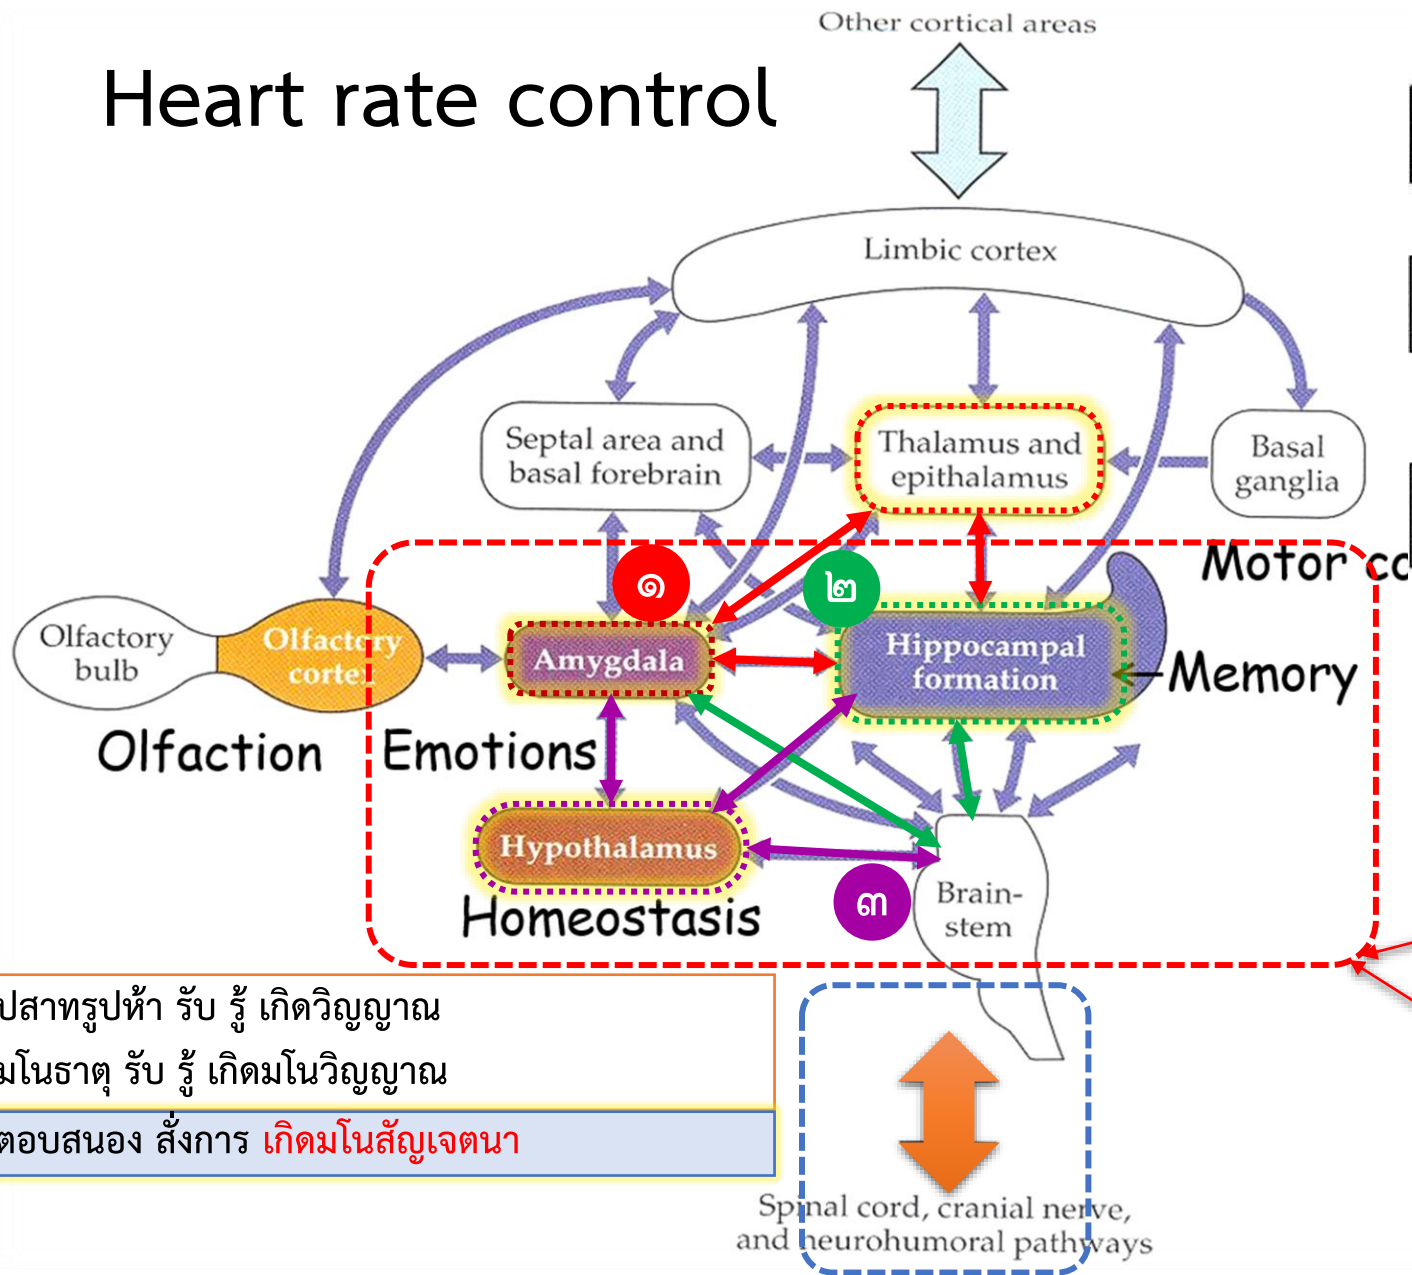 Other cortical areas
Heart rate control
Limbic cortex
Septal area and
basal forebrain
Thalamus and
epithalamus
Basal
ganglia
Motor co
๑
๒
Olfactory
bulb
Olfactory
cortex
Amygdala
Hippocampal
formation
Memory
Olfaction
Emotions
Hypothalamus
Homeostasis
๓
Brain-
stem
ปสาทรูปห้า รับ รู้ เกิดวิญญาณ
มโนธาตุ รับ รู้ เกิดมโนวิญญาณ
ตอบสนอง สั่งการ เกิดมโนสัญเจตนา
Spinal cord, cranial nerve,
and neurohumoral pathways